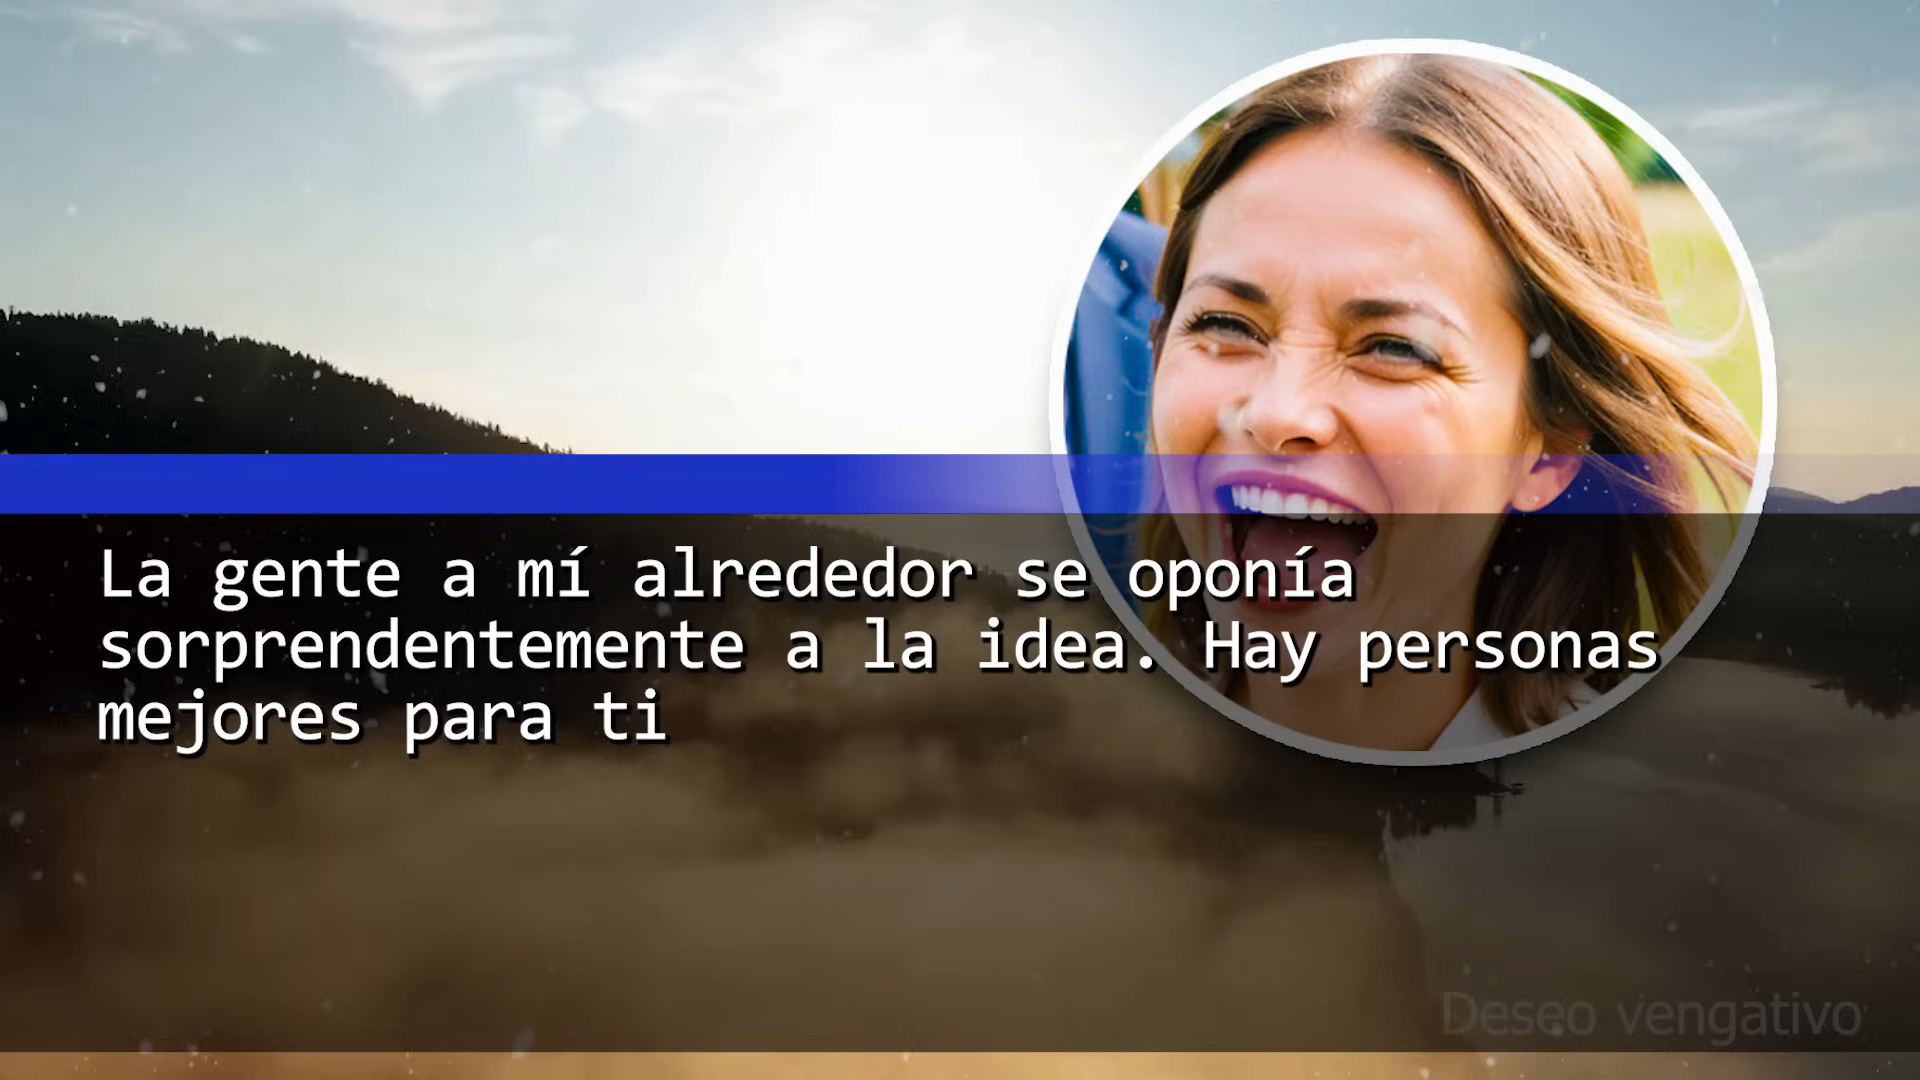 La gente a mí alrededor se oponía
sorprendentemente a la idea. Hay personas
mejores para ti
Deseo vengativo